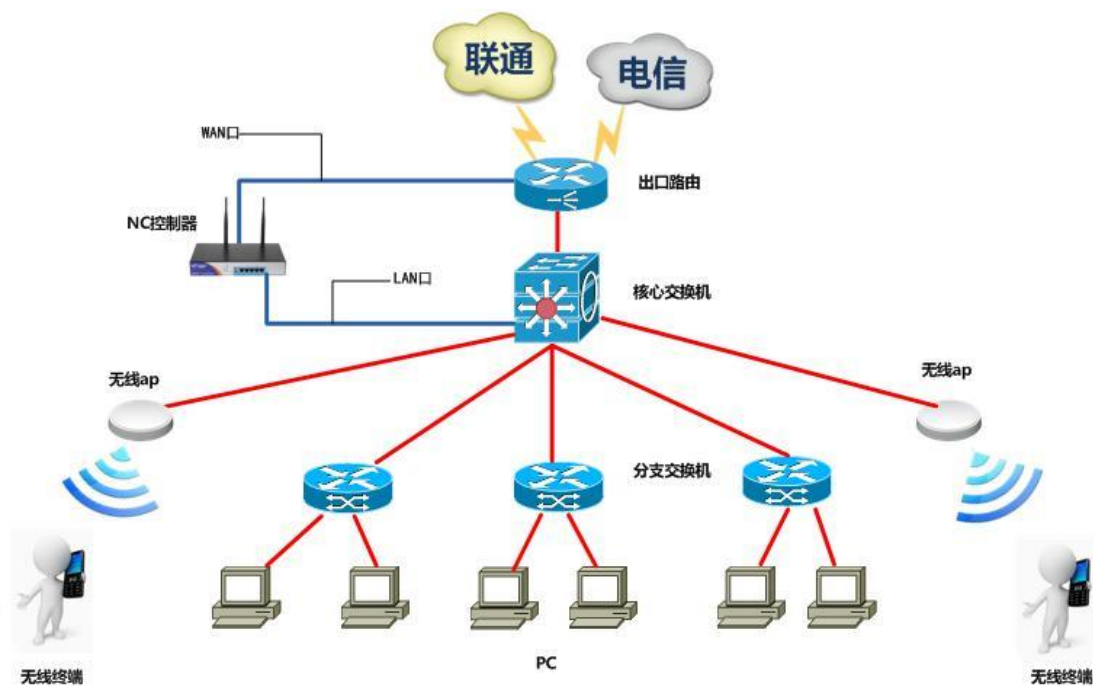 联通
电信
WAN口
出口路由
NC控制器
LAN口
核心交换机
无线ap
无线ap
分支交换机
PC
无线终端
无线终端